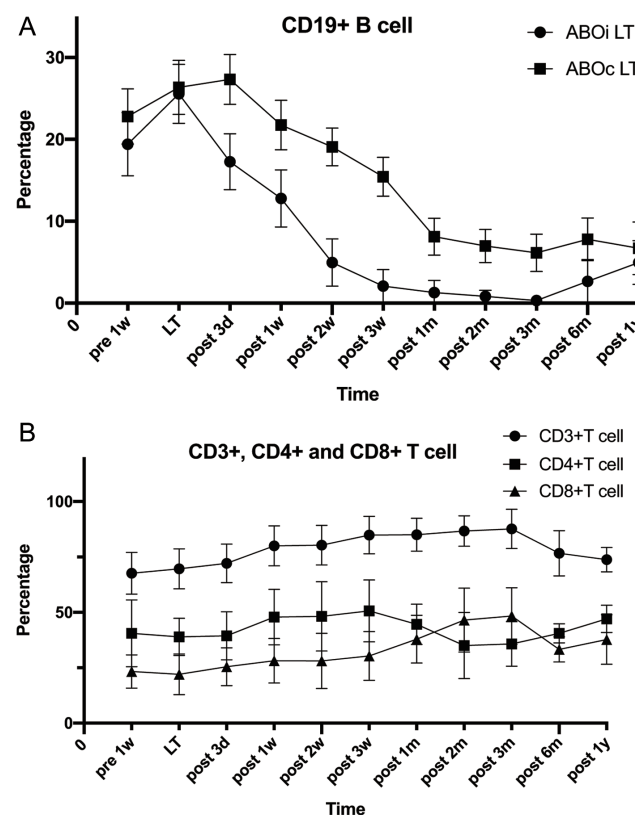 A
CD19+ B cell
ABOi LT
ABOc LT
Percentage
30
20
10
0
0
pre 1w
LT
post 3d
post 1w
post 2w
post 3w
post 1m
post 2m
post 3m
post 6m
post 1y
Time
B
CD3+, CD4+ and CD8+ T cell
CD3+T cell
CD4+T cell
CD8+T cell
Percentage
100
50
0
0
pre 1w
LT
post 3d
post 1w
post 2w
post 3w
post 1m
post 2m
post 3m
post 6m
post 1y
Time